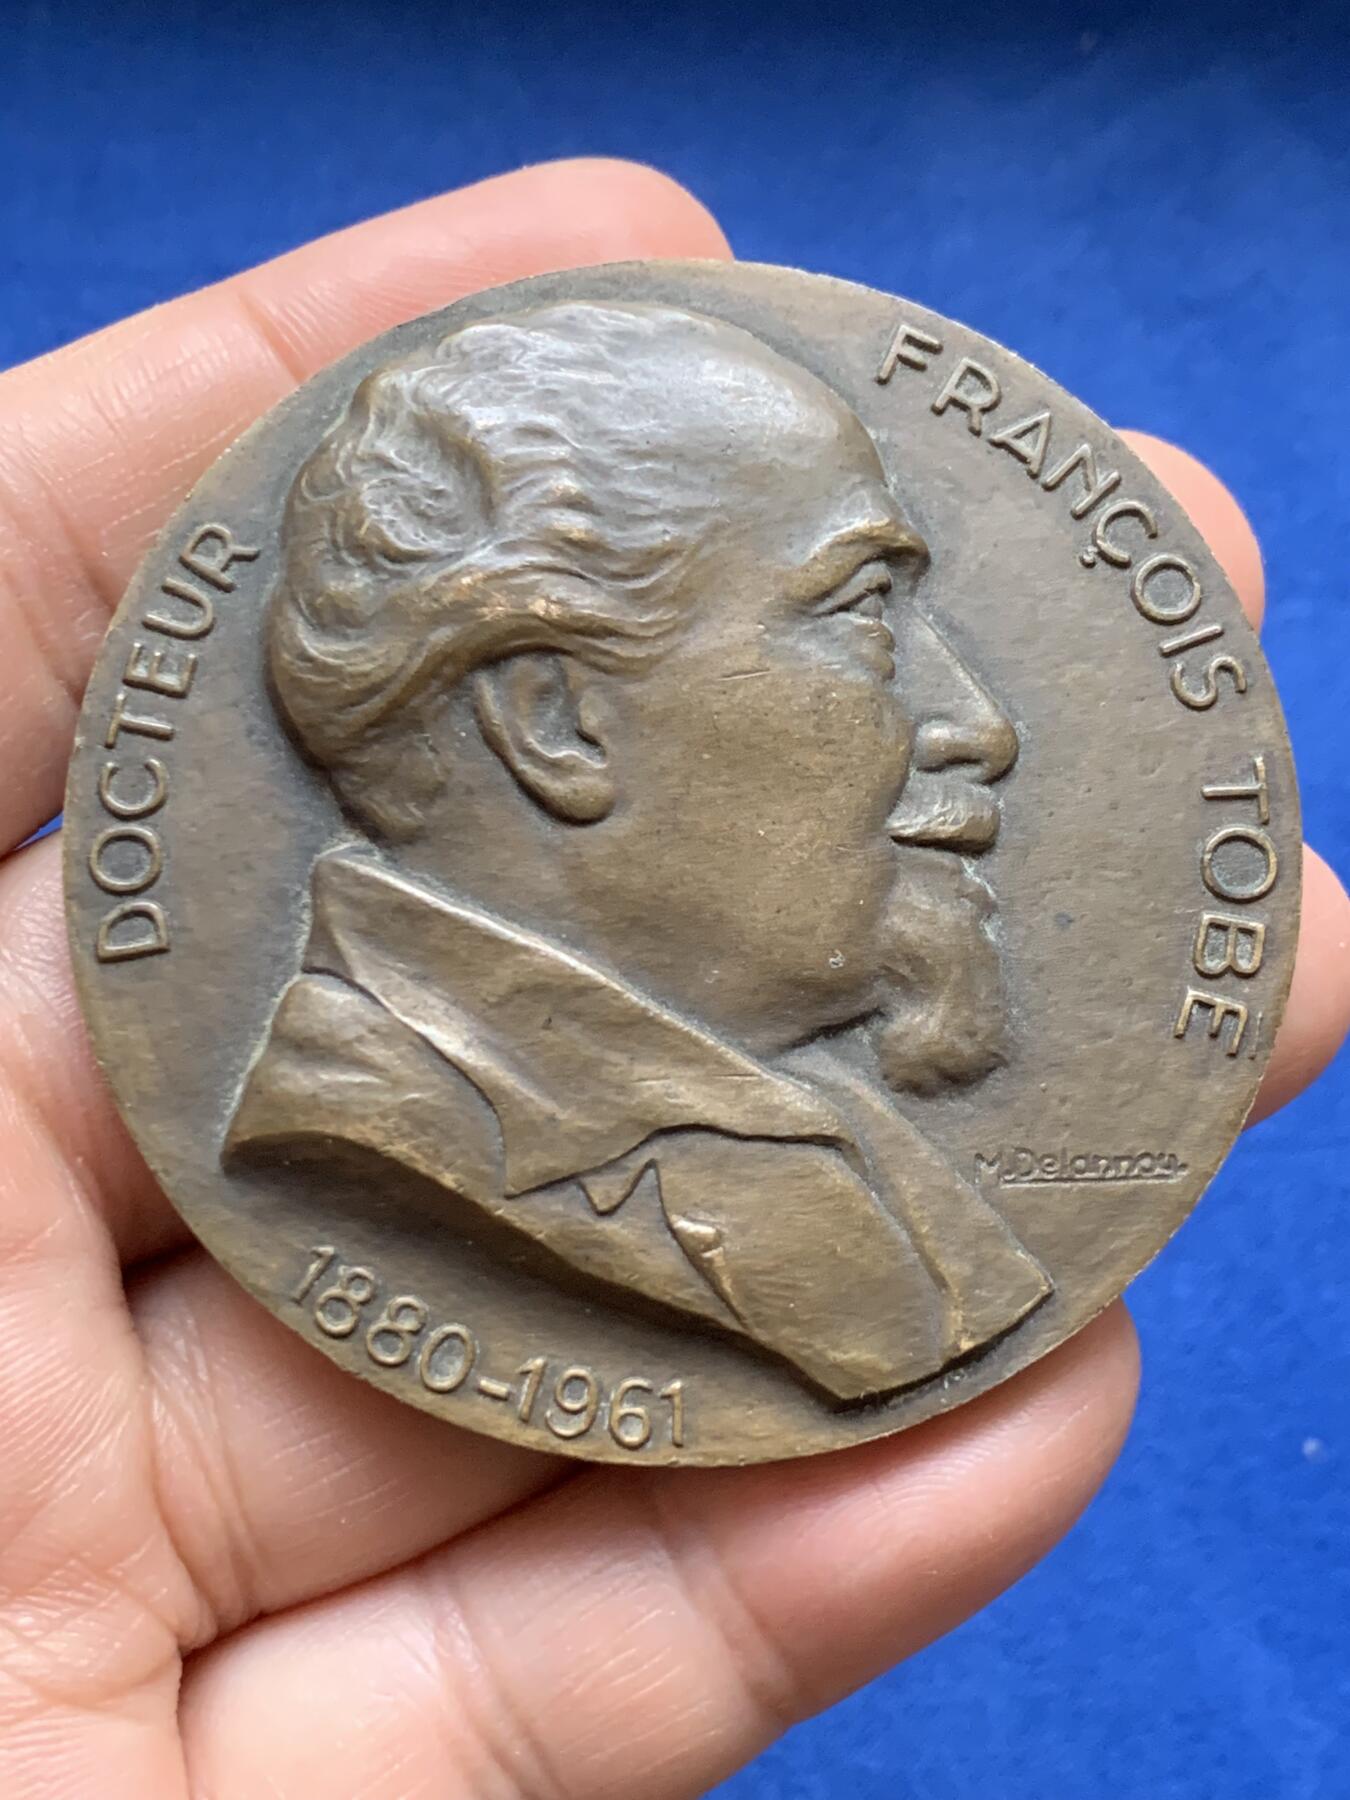 DOCTEUR
FRANÇOIS TOBÉ
1880-1961
M. Delannoy.